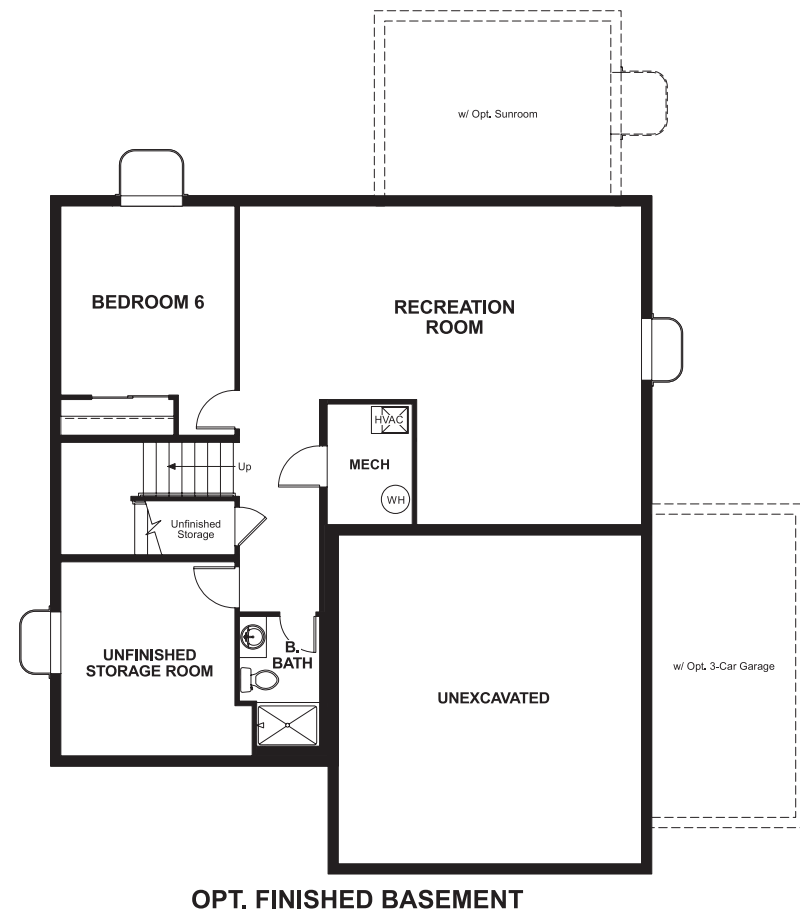 w/ Opt. Sunroom
BEDROOM 6
RECREATION
ROOM
HVAC
MECH
Up
WH
Unfinished
Storage
B.
BATH
UNFINISHED
STORAGE ROOM
w/ Opt. 3-Car Garage
UNEXCAVATED
OPT. FINISHED BASEMENT